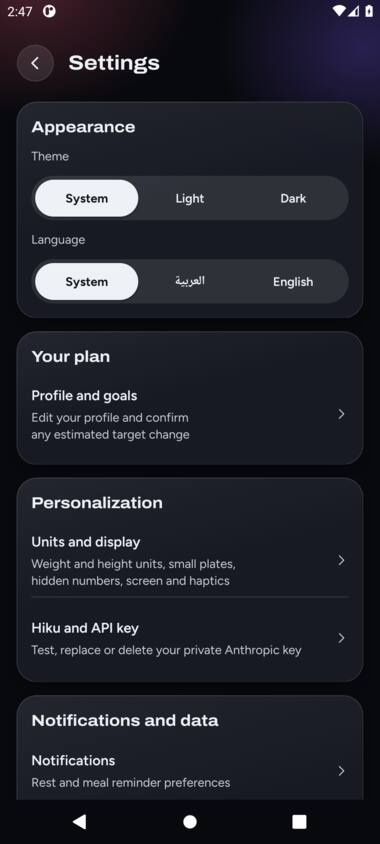 2:47
Settings
Appearance
Theme
System
Light
Dark
Language
System
العربية
English
Your plan
Profile and goals
Edit your profile and confirm
any estimated target change
Personalization
Units and display
Weight and height units, small plates,
hidden numbers, screen and haptics
Hiku and API key
Test, replace or delete your private Anthropic key
Notifications and data
Notifications
Rest and meal reminder preferences